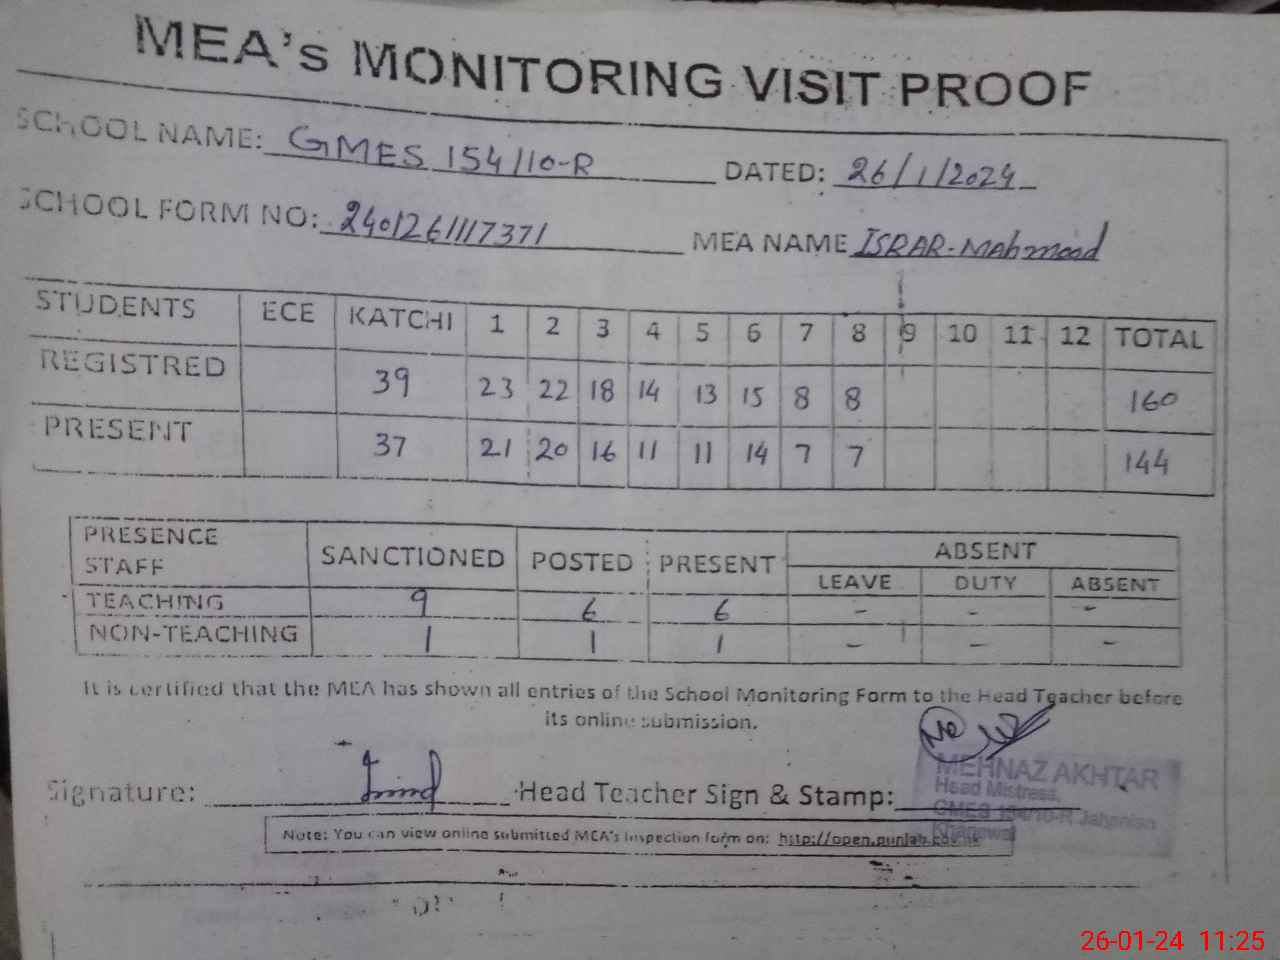 MEA's MONITORING VISIT PROOF
SCHOOL NAME: GMES 154/10-R DATED: 26/1/2024
SCHOOL FORM NO: 2401261117371 MEA NAME ISRAR-Mahmood
STUDENTS ECE KATCHI 1 2 3 4 5 6 7 8 9 10 11 12 TOTAL
REGISTRED 39 23 22 18 14 13 15 8 8 160
PRESENT 37 21 20 16 11 11 14 7 7 144
PRESENCE STAFF SANCTIONED POSTED PRESENT ABSENT
LEAVE DUTY ABSENT
TEACHING 9 6 6 - - -
NON-TEACHING 1 1 1 - - -
It is certified that the MEA has shown all entries of the School Monitoring Form to the Head Teacher before
its online submission.
Signature: Head Teacher Sign & Stamp:
MEHNAZ AKHTAR
Head Mistress,
GMES 154/10-R Jahanian
Khanewal
Note: You can view online submitted MEA's Inspection form on: http://open.punjab.gov.pk
26-01-24 11:25